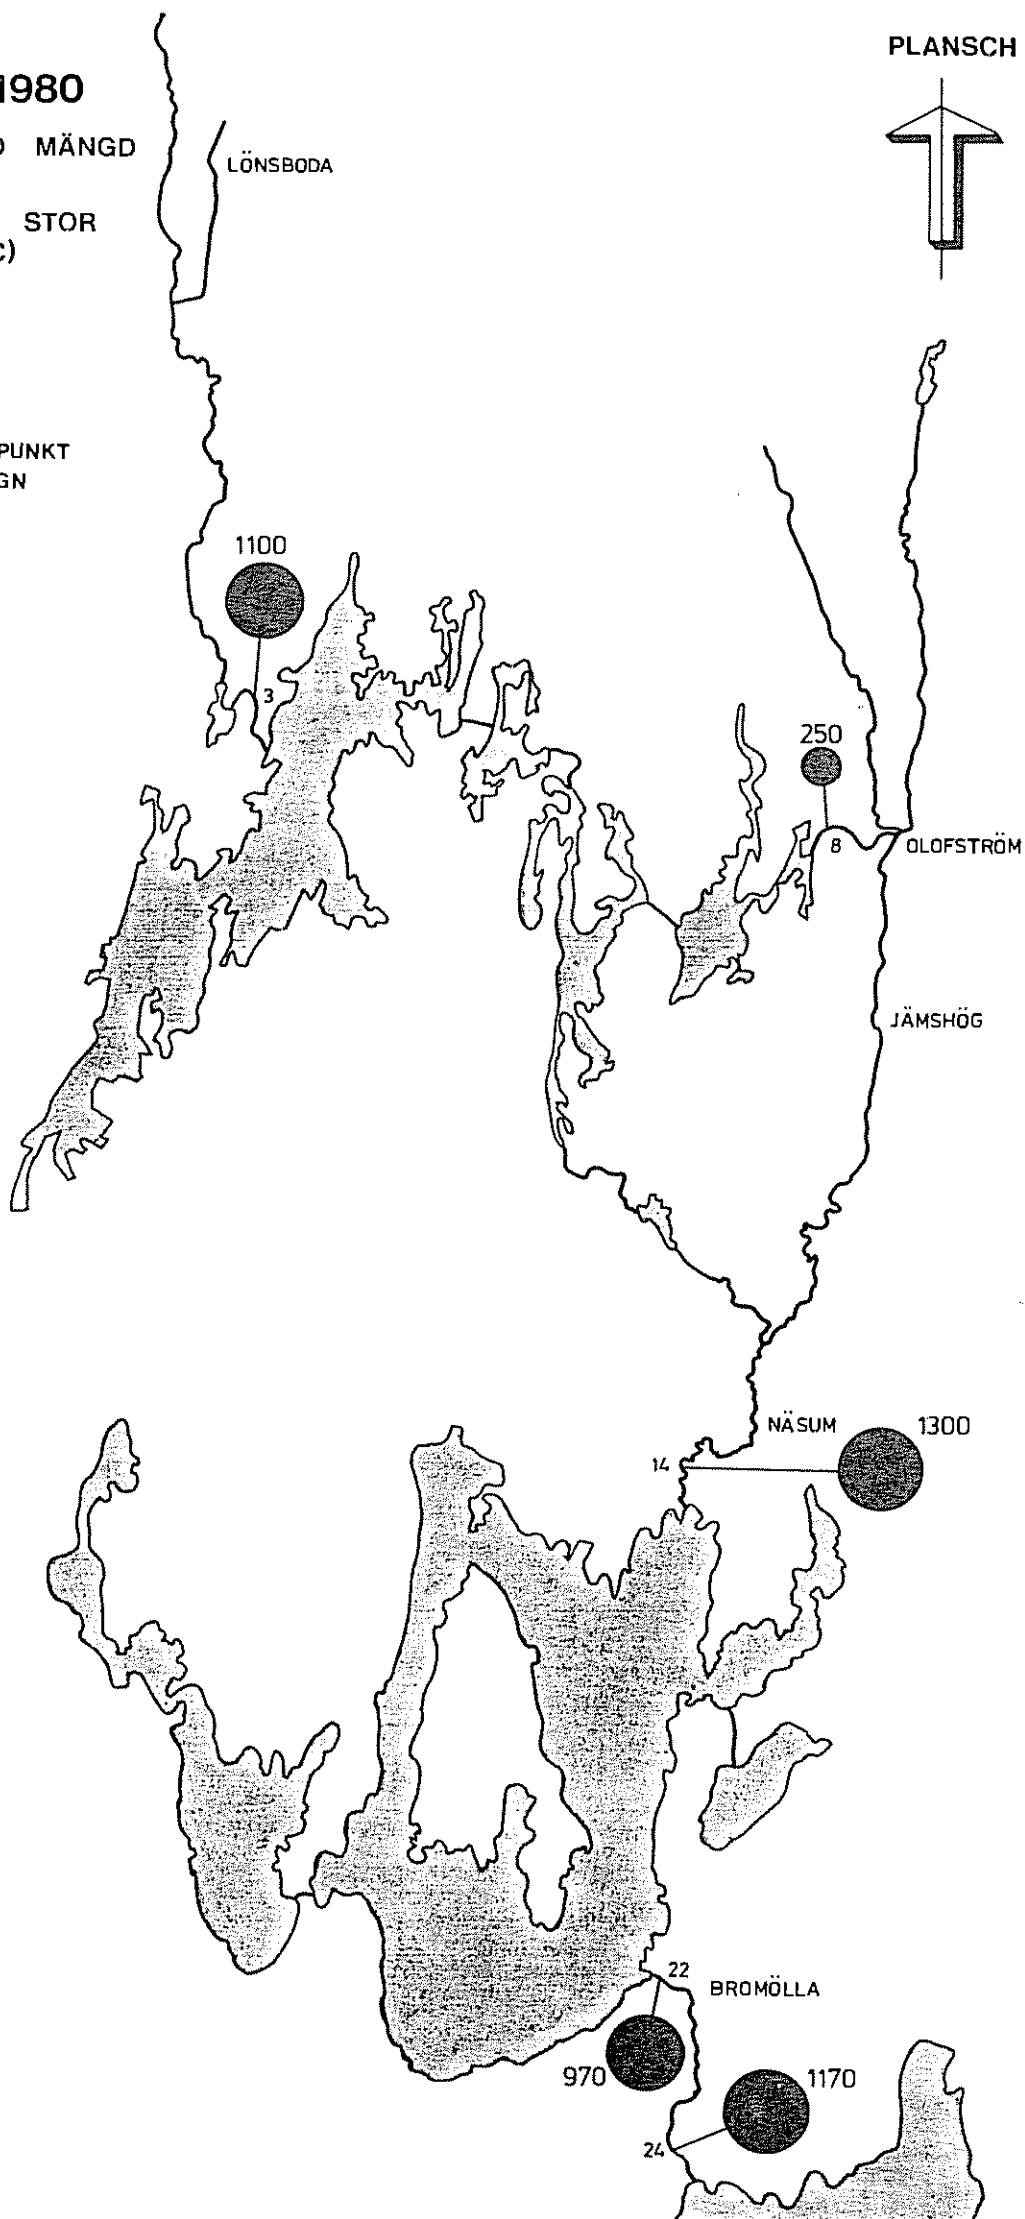 PLANSCH
1980
MÄNGD
LÖNSBODA
STOR
PUNKT
1100
3
250
8
OLOFSTRÖM
JÄMSHÖG
NÄSUM
1300
14
22
BROMÖLLA
970
1170
24